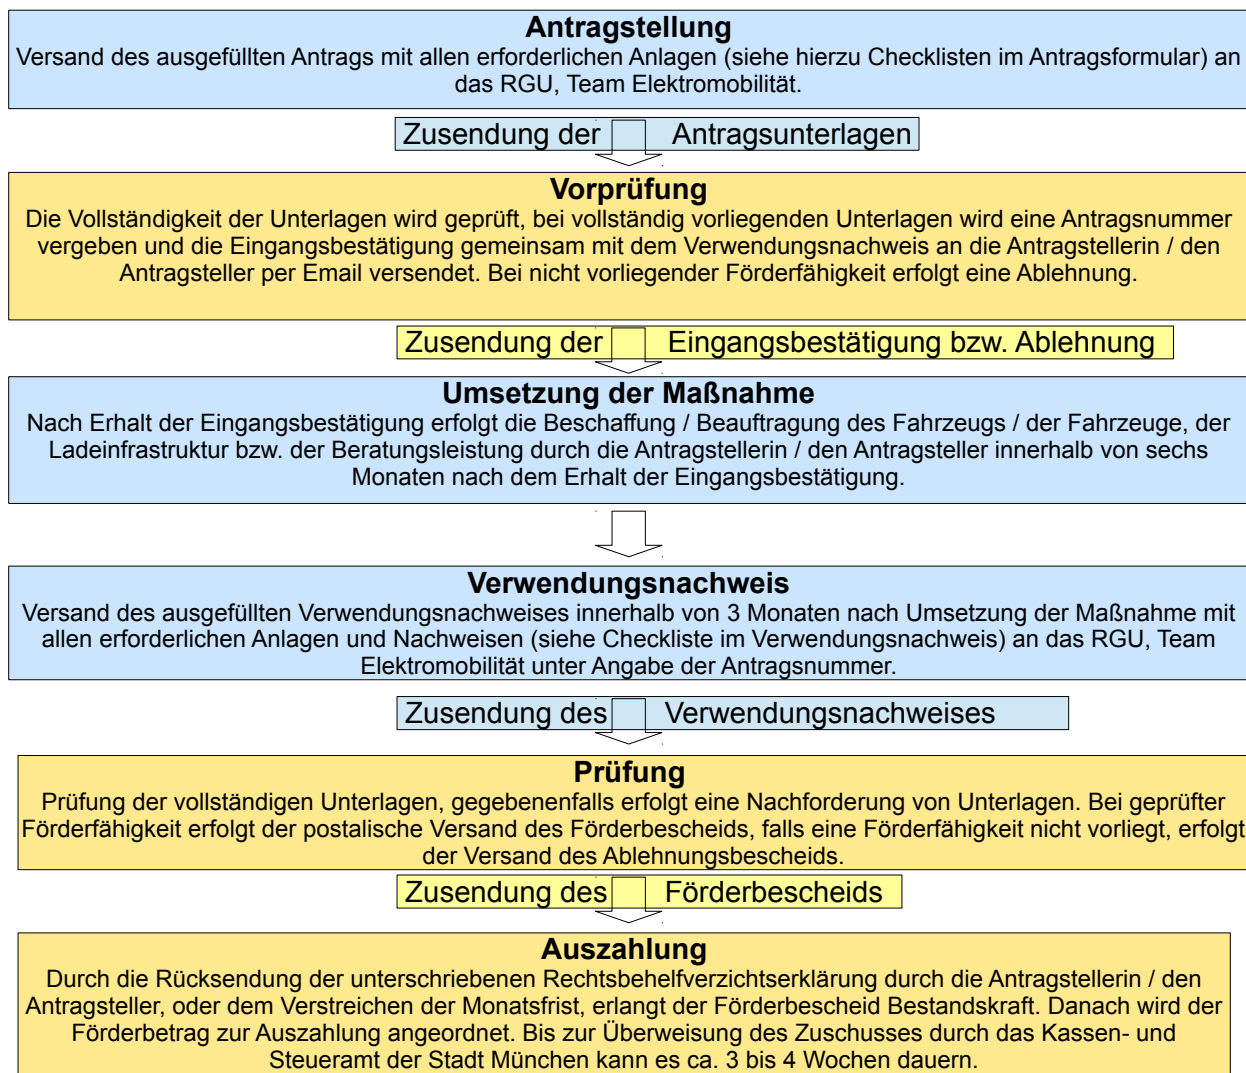 Antragstellung
Versand des ausgefüllten Antrags mit allen erforderlichen Anlagen (siehe hierzu Checklisten im Antragsformular) an
das RGU, Team Elektromobilität.
Zusendung der Antragsunterlagen
Vorprüfung
Die Vollständigkeit der Unterlagen wird geprüft, bei vollständig vorliegenden Unterlagen wird eine Antragsnummer
vergeben und die Eingangsbestätigung gemeinsam mit dem Verwendungsnachweis an die Antragstellerin / den
Antragsteller per Email versendet. Bei nicht vorliegender Förderfähigkeit erfolgt eine Ablehnung.
Zusendung der Eingangsbestätigung bzw. Ablehnung
Umsetzung der Maßnahme
Nach Erhalt der Eingangsbestätigung erfolgt die Beschaffung / Beauftragung des Fahrzeugs / der Fahrzeuge, der
Ladeinfrastruktur bzw. der Beratungsleistung durch die Antragstellerin / den Antragsteller innerhalb von sechs
Monaten nach dem Erhalt der Eingangsbestätigung.
Verwendungsnachweis
Versand des ausgefüllten Verwendungsnachweises innerhalb von 3 Monaten nach Umsetzung der Maßnahme mit
allen erforderlichen Anlagen und Nachweisen (siehe Checkliste im Verwendungsnachweis) an das RGU, Team
Elektromobilität unter Angabe der Antragsnummer.
Zusendung des Verwendungsnachweises
Prüfung
Prüfung der vollständigen Unterlagen, gegebenenfalls erfolgt eine Nachforderung von Unterlagen. Bei geprüfter
Förderfähigkeit erfolgt der postalische Versand des Förderbescheids, falls eine Förderfähigkeit nicht vorliegt, erfolgt
der Versand des Ablehnungsbescheids.
Zusendung des Förderbescheids
Auszahlung
Durch die Rücksendung der unterschriebenen Rechtsbehelfverzichtserklärung durch die Antragstellerin / den
Antragsteller, oder dem Verstreichen der Monatsfrist, erlangt der Förderbescheid Bestandskraft. Danach wird der
Förderbetrag zur Auszahlung angeordnet. Bis zur Überweisung des Zuschusses durch das Kassen- und
Steueramt der Stadt München kann es ca. 3 bis 4 Wochen dauern.